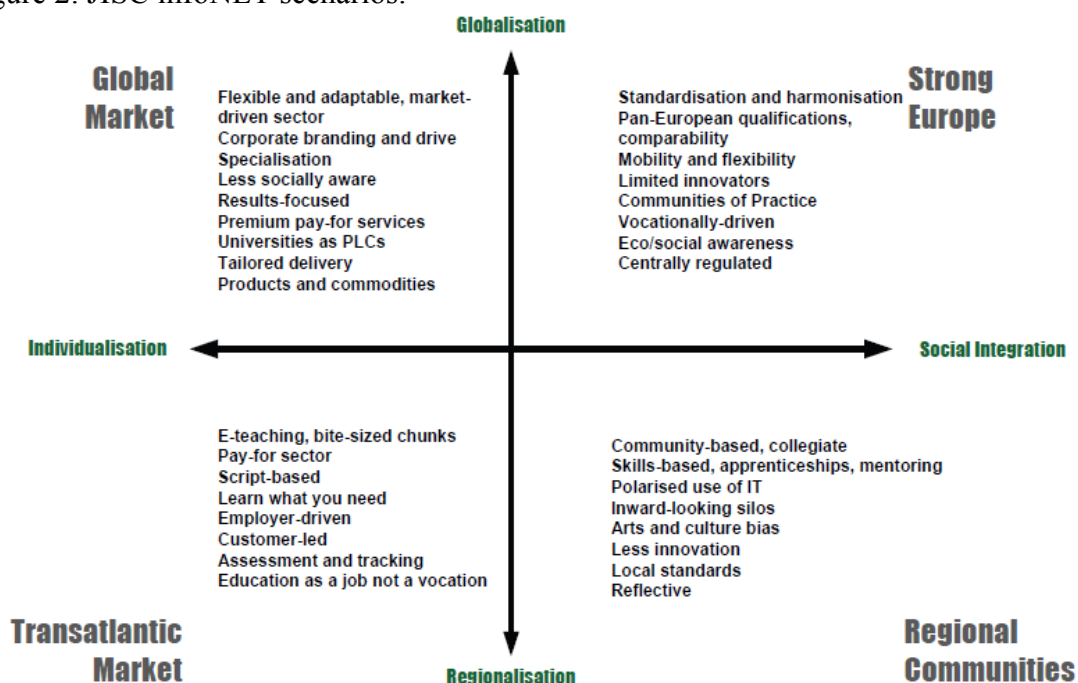 Figure 2: JISC infoNET scenarios.
Globalisation
Global
Market
Flexible and adaptable, market-
driven sector
Corporate branding and drive
Specialisation
Less socially aware
Results-focused
Premium pay-for services
Universities as PLCs
Tailored delivery
Products and commodities
Strong
Europe
Standardisation and harmonisation
Pan-European qualifications,
comparability
Mobility and flexibility
Limited innovators
Communities of Practice
Vocationally-driven
Eco/social awareness
Centrally regulated
Individualisation
Social Integration
E-teaching, bite-sized chunks
Pay-for sector
Script-based
Learn what you need
Employer-driven
Customer-led
Assessment and tracking
Education as a job not a vocation
Community-based, collegiate
Skills-based, apprenticeships, mentoring
Polarised use of IT
Inward-looking silos
Arts and culture bias
Less innovation
Local standards
Reflective
Transatlantic
Market
Regionalisation
Regional
Communities